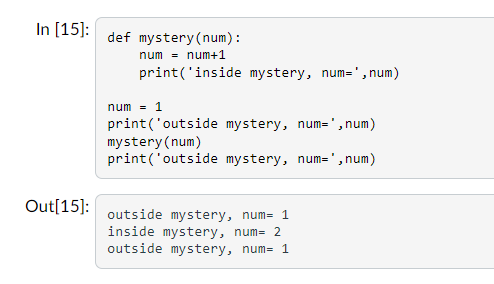 In [15]:
def mystery(num):
    num = num+1
    print('inside mystery, num=',num)

num = 1
print('outside mystery, num=',num)
mystery(num)
print('outside mystery, num=',num)
Out[15]:
outside mystery, num= 1
inside mystery, num= 2
outside mystery, num= 1